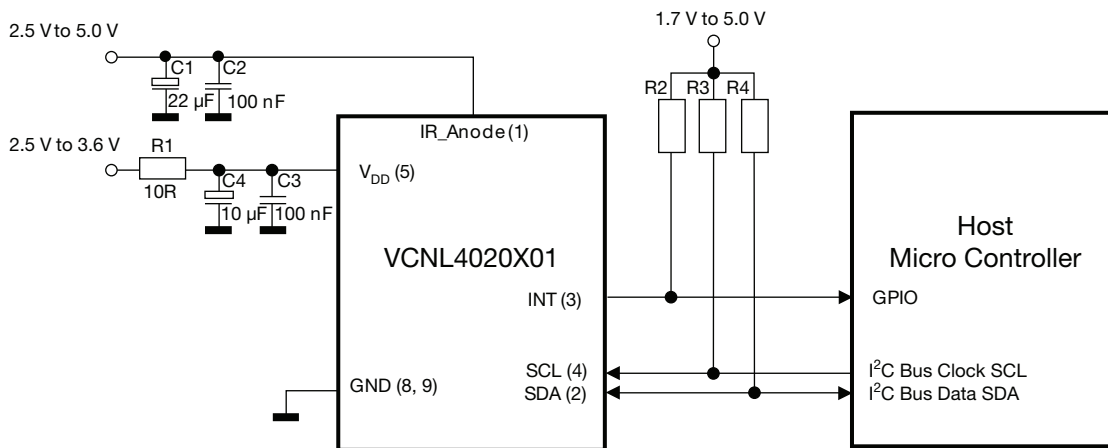 2.5 V to 5.0 V
C1
C2
22 µF
100 nF
2.5 V to 3.6 V
R1
10R
C4
C3
10 µF
100 nF
1.7 V to 5.0 V
R2
R3
R4
IR_Anode (1)
V_DD (5)
VCNL4020X01
INT (3)
SCL (4)
SDA (2)
GND (8, 9)
Host
Micro Controller
GPIO
I²C Bus Clock SCL
I²C Bus Data SDA